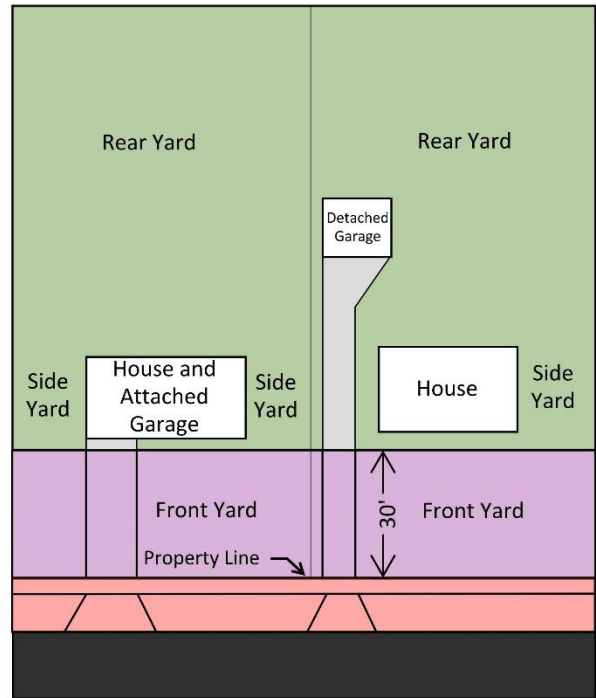 Rear Yard
Rear Yard
Detached
Garage
Side
Yard
House and
Attached
Garage
Side
Yard
House
Side
Yard
Front Yard
30'
Front Yard
Property Line